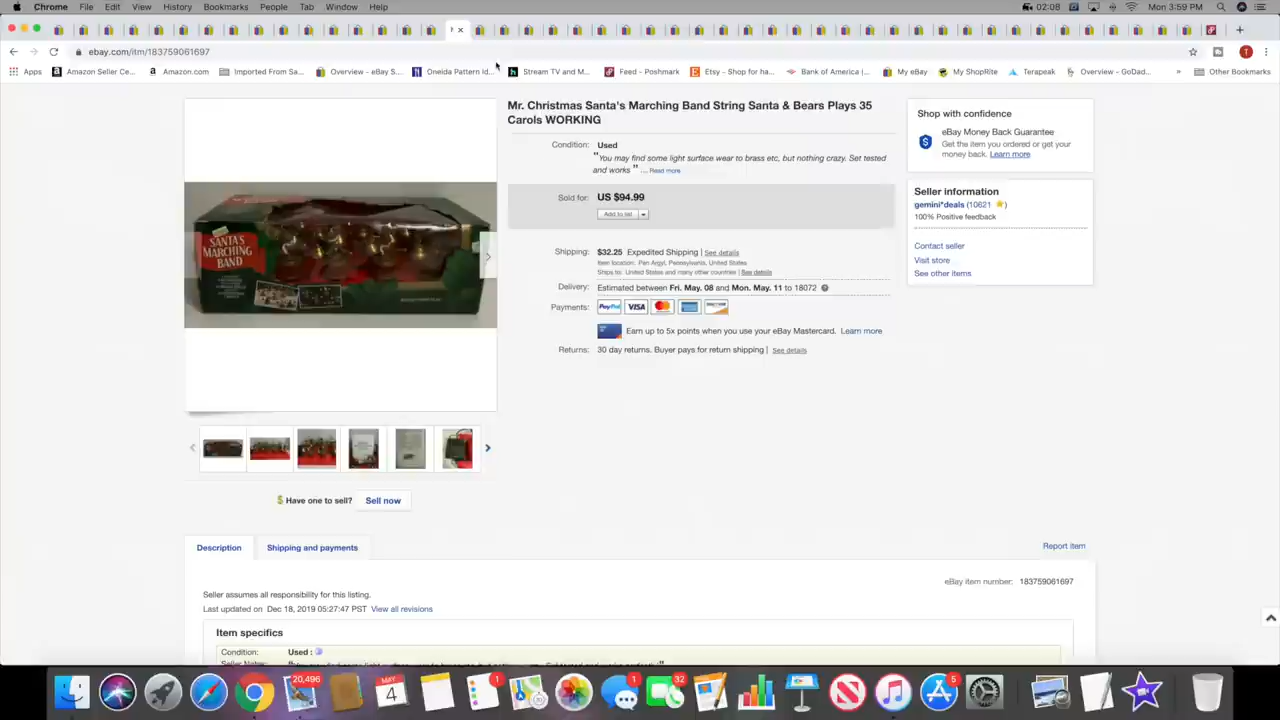 Chrome File Edit View History Bookmarks People Tab Window Help 02:08 Mon 3:59 PM
ebay.com/itm/183759061697 T
Apps Amazon Seller Ce... Amazon.com Imported From Sa... Overview - eBay S... Oneida Pattern Id... Stream TV and M... Feed - Poshmark Etsy - Shop for ha... Bank of America |... My eBay My ShopRite Terapeak Overview - GoDad... » Other Bookmarks
Mr. Christmas Santa's Marching Band String Santa & Bears Plays 35
Carols WORKING
Condition: Used
"You may find some light surface wear to brass etc, but nothing crazy. Set tested
and works " ... Read more
Sold for: US $94.99
Add to list
Shipping: $32.25 Expedited Shipping | See details
Item location: Pen Argyl, Pennsylvania, United States
Ships to: United States and many other countries | See details
Delivery: Estimated between Fri. May. 08 and Mon. May. 11 to 18072
Payments: PayPal VISA
Earn up to 5x points when you use your eBay Mastercard. Learn more
Returns: 30 day returns. Buyer pays for return shipping | See details
Shop with confidence
eBay Money Back Guarantee
Get the item you ordered or get your
money back. Learn more
Seller information
gemini*deals (10621)
100% Positive feedback
Contact seller
Visit store
See other items
SANTA'S
MARCHING
BAND
Have one to sell? Sell now
Description Shipping and payments Report item
eBay item number: 183759061697
Seller assumes all responsibility for this listing.
Last updated on Dec 18, 2019 05:27:47 PST View all revisions
Item specifics
Condition: Used :
20,496 MAY 4 1 1 32 5